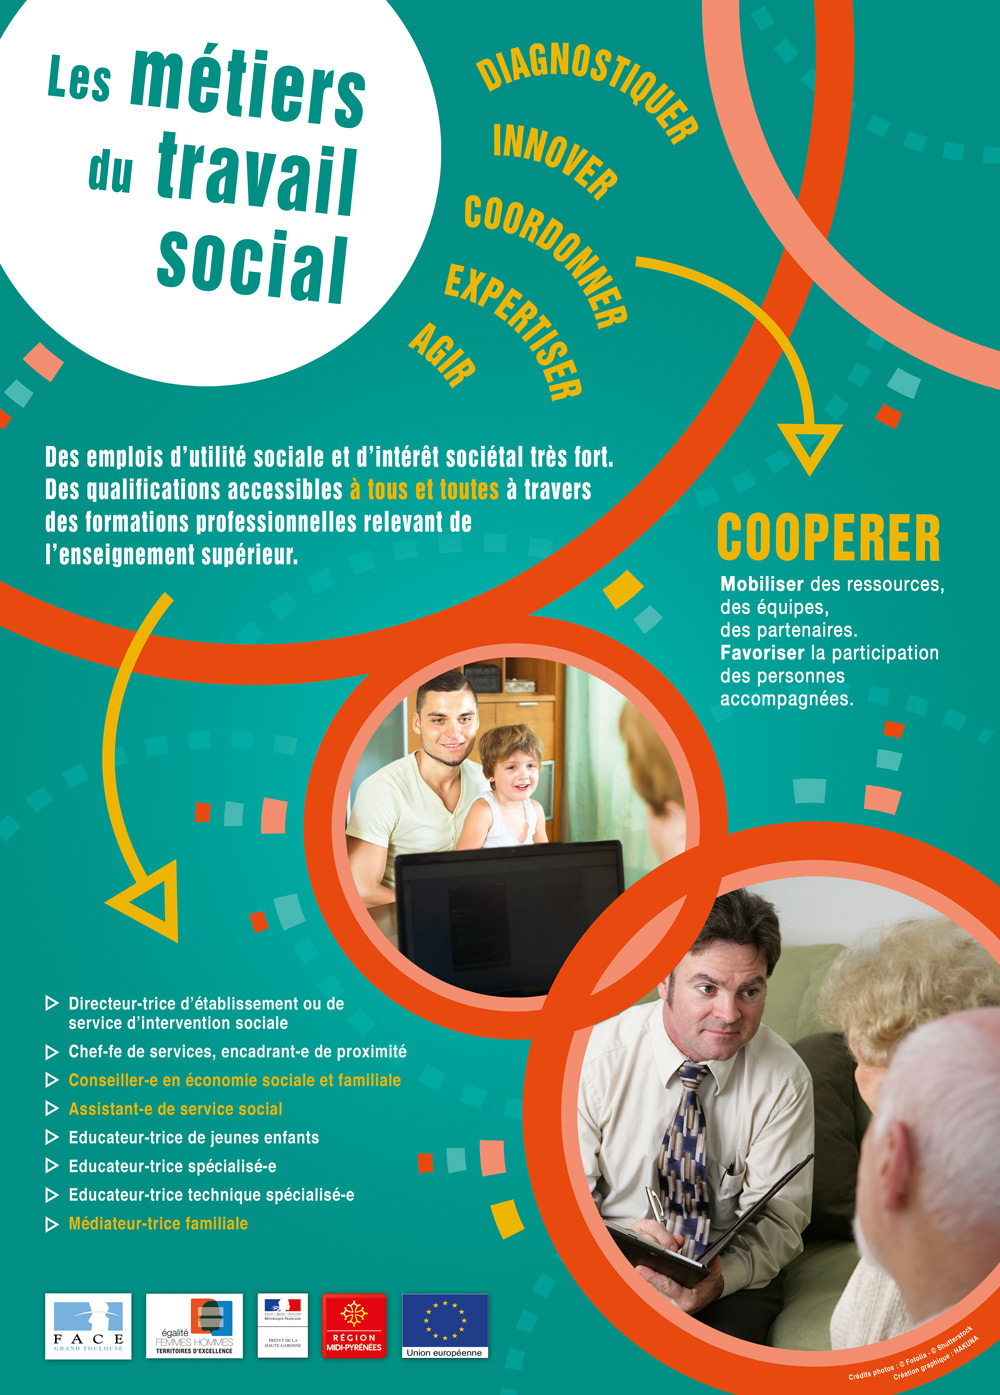 Les métiers
du travail
social
DIAGNOSTIQUER
INNOVER
COORDONNER
EXPERTISER
AGIR
Des emplois d’utilité sociale et d’intérêt sociétal très fort.
Des qualifications accessibles à tous et toutes à travers
des formations professionnelles relevant de
l’enseignement supérieur.
COOPERER
Mobiliser des ressources,
des équipes,
des partenaires.
Favoriser la participation
des personnes
accompagnées.
Directeur-trice d’établissement ou de
service d’intervention sociale
Chef-fe de services, encadrant-e de proximité
Conseiller-e en économie sociale et familiale
Assistant-e de service social
Educateur-trice de jeunes enfants
Educateur-trice spécialisé-e
Educateur-trice technique spécialisé-e
Médiateur-trice familiale
FACE
GRAND TOULOUSE
égalité
FEMMES HOMMES
TERRITOIRES D'EXCELLENCE
RÉPUBLIQUE FRANÇAISE
PRÉFET DE LA
HAUTE-GARONNE
RÉGION
MIDI-PYRÉNÉES
Union européenne
Crédits photos : © Fotolia - © Shutterstock
Création graphique : HAKUNA